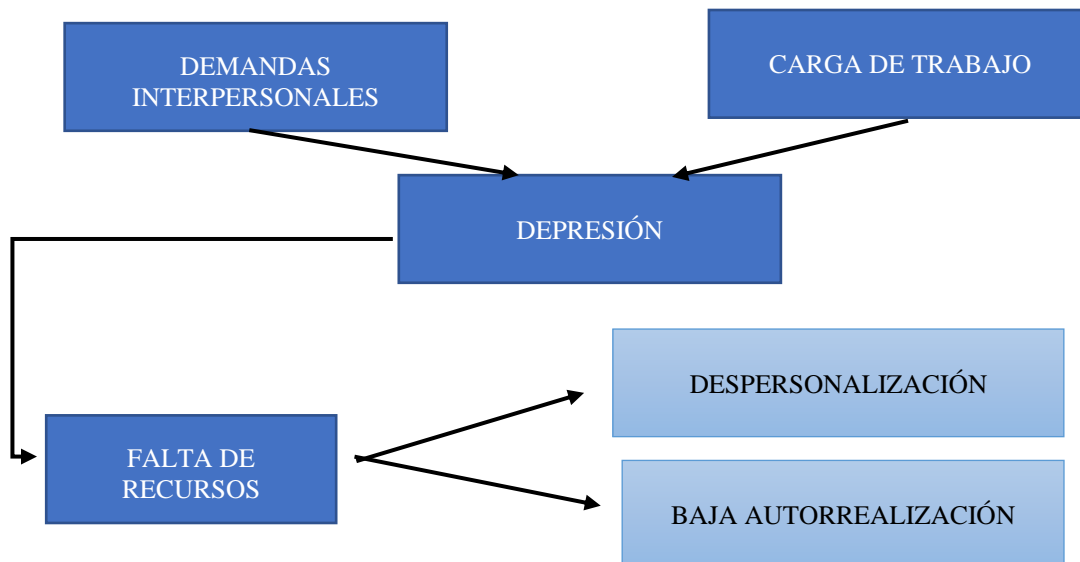 DEMANDAS
INTERPERSONALES
CARGA DE TRABAJO
DEPRESIÓN
DESPERSONALIZACIÓN
FALTA DE
RECURSOS
BAJA AUTORREALIZACIÓN